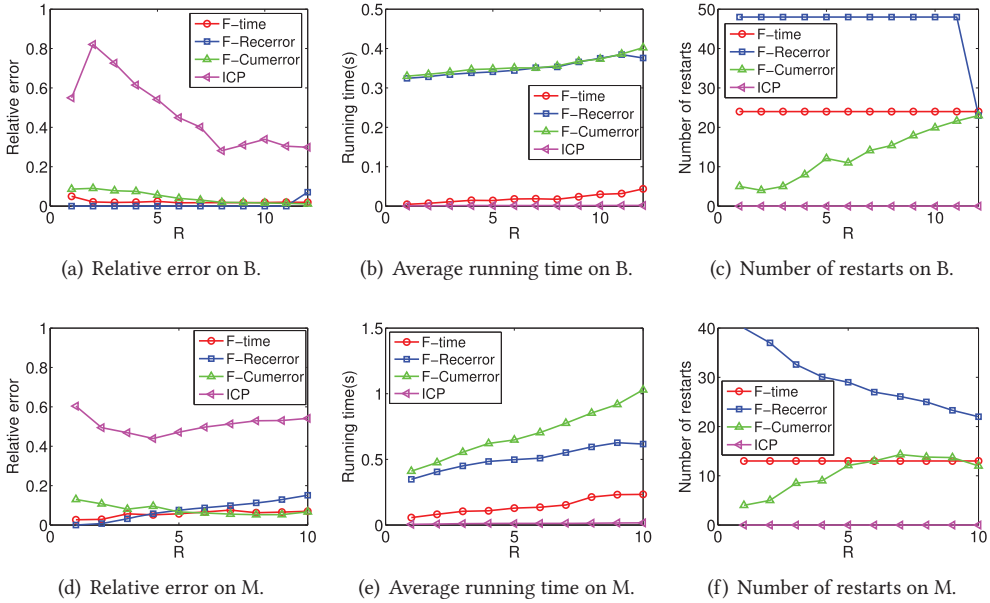 1
0.8
0.6
0.4
0.2
0
0 5 10
R
Relative error
F-time
F-Recerror
F-Cumerror
ICP
(a) Relative error on B.
0.5
0.4
0.3
0.2
0.1
0
0 5 10
R
Running time(s)
F-time
F-Recerror
F-Cumerror
ICP
(b) Average running time on B.
50
40
30
20
10
0
0 5 10
R
Number of restarts
F-time
F-Recerror
F-Cumerror
ICP
(c) Number of restarts on B.
1
0.8
0.6
0.4
0.2
0
0 5 10
R
Relative error
F-time
F-Recerror
F-Cumerror
ICP
(d) Relative error on M.
1.5
1
0.5
0
0 5 10
R
Running time(s)
F-time
F-Recerror
F-Cumerror
ICP
(e) Average running time on M.
40
30
20
10
0
0 5 10
R
Number of restarts
F-time
F-Recerror
F-Cumerror
ICP
(f) Number of restarts on M.